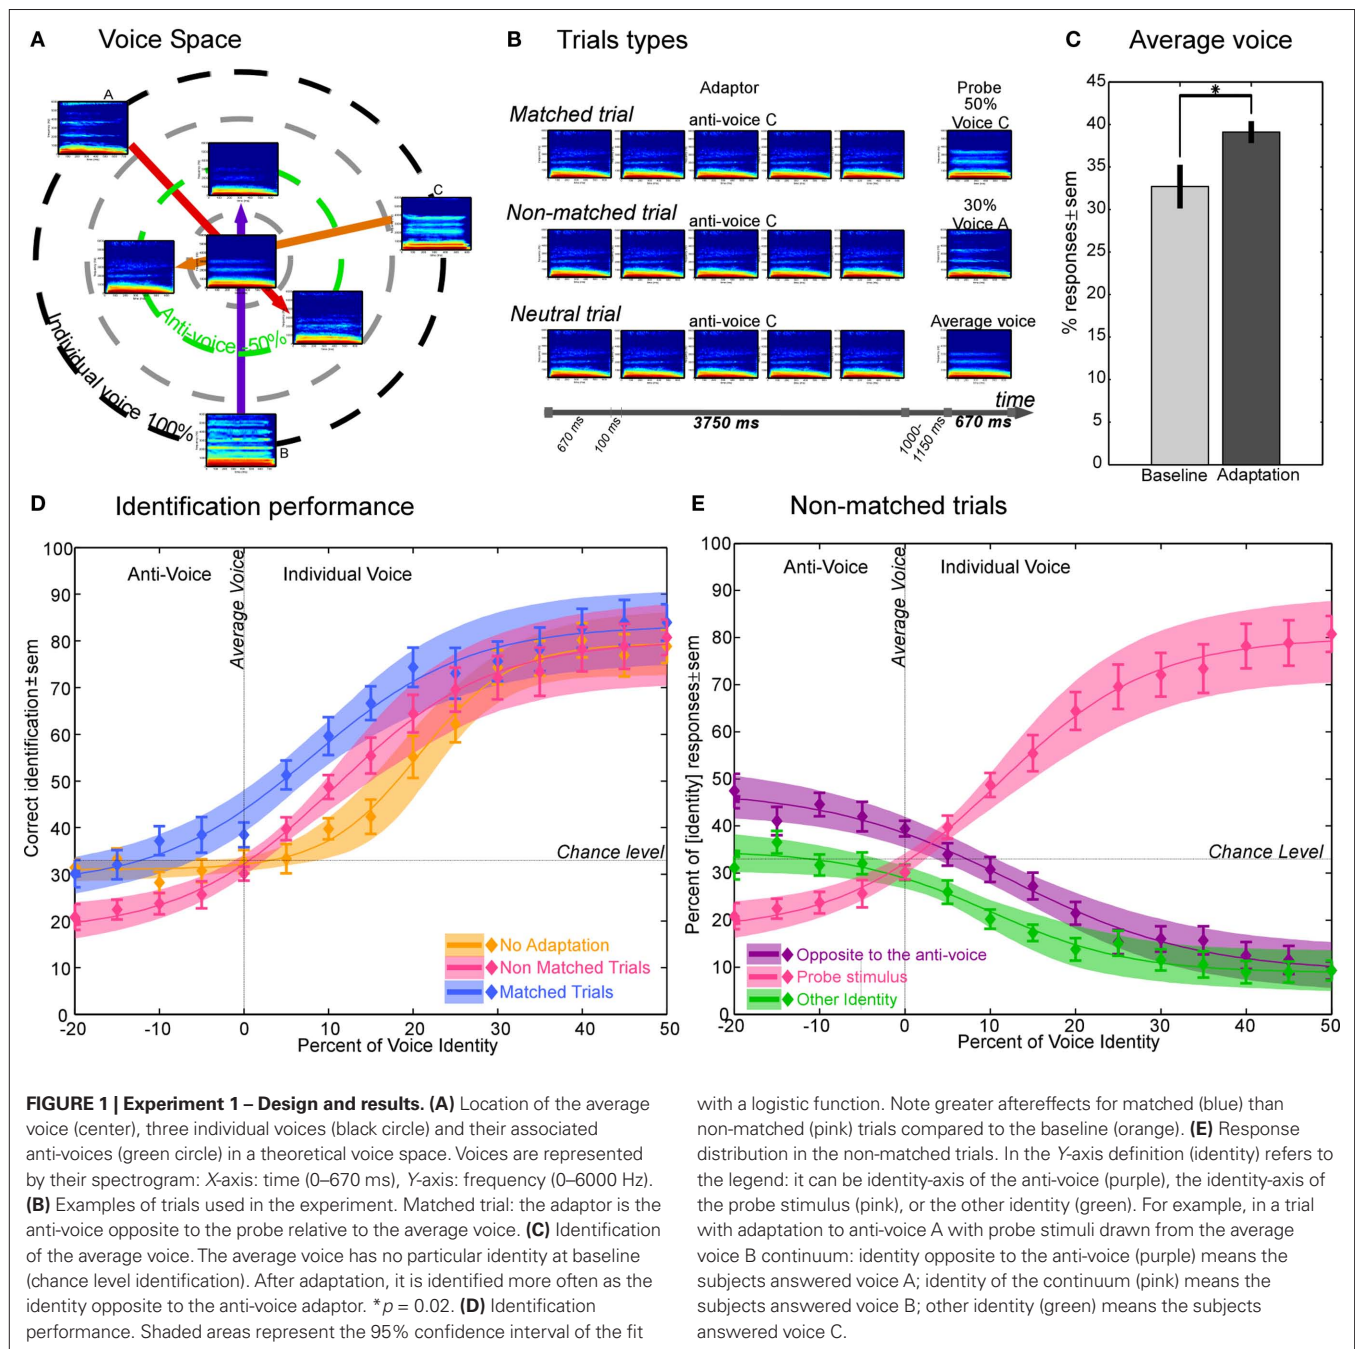 A Voice Space
A
C
B
Anti-voice -50%
Individual voice 100%
B Trials types
Adaptor
Probe
Matched trial
anti-voice C
50%
Voice C
Non-matched trial
anti-voice C
30%
Voice A
Neutral trial
anti-voice C
Average voice
time
670 ms
100 ms
3750 ms
1000-
1150 ms
670 ms
C Average voice
% responses±sem
45
40
35
30
25
20
15
10
5
0
*
Baseline Adaptation
D Identification performance
Correct identification±sem
100
90
80
70
60
50
40
30
20
10
0
Anti-Voice
Average Voice
Individual Voice
Chance level
No Adaptation
Non Matched Trials
Matched Trials
-20 -10 0 10 20 30 40 50
Percent of Voice Identity
E Non-matched trials
Percent of [identity] responses±sem
100
90
80
70
60
50
40
30
20
10
0
Anti-Voice
Average Voice
Individual Voice
Chance Level
Opposite to the anti-voice
Probe stimulus
Other Identity
-20 -10 0 10 20 30 40 50
Percent of Voice Identity
FIGURE 1 | Experiment 1 – Design and results. (A) Location of the average
voice (center), three individual voices (black circle) and their associated
anti-voices (green circle) in a theoretical voice space. Voices are represented
by their spectrogram: X-axis: time (0–670 ms), Y-axis: frequency (0–6000 Hz).
(B) Examples of trials used in the experiment. Matched trial: the adaptor is the
anti-voice opposite to the probe relative to the average voice. (C) Identification
of the average voice. The average voice has no particular identity at baseline
(chance level identification). After adaptation, it is identified more often as the
identity opposite to the anti-voice adaptor. *p = 0.02. (D) Identification
performance. Shaded areas represent the 95% confidence interval of the fit
with a logistic function. Note greater aftereffects for matched (blue) than
non-matched (pink) trials compared to the baseline (orange). (E) Response
distribution in the non-matched trials. In the Y-axis definition (identity) refers to
the legend: it can be identity-axis of the anti-voice (purple), the identity-axis of
the probe stimulus (pink), or the other identity (green). For example, in a trial
with adaptation to anti-voice A with probe stimuli drawn from the average
voice B continuum: identity opposite to the anti-voice (purple) means the
subjects answered voice A; identity of the continuum (pink) means the
subjects answered voice B; other identity (green) means the subjects
answered voice C.